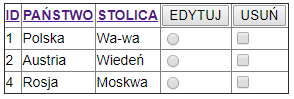 ID PAŃSTWO STOLICA EDYTUJ USUŃ
1 Polska Wa-wa
2 Austria Wiedeń
4 Rosja Moskwa